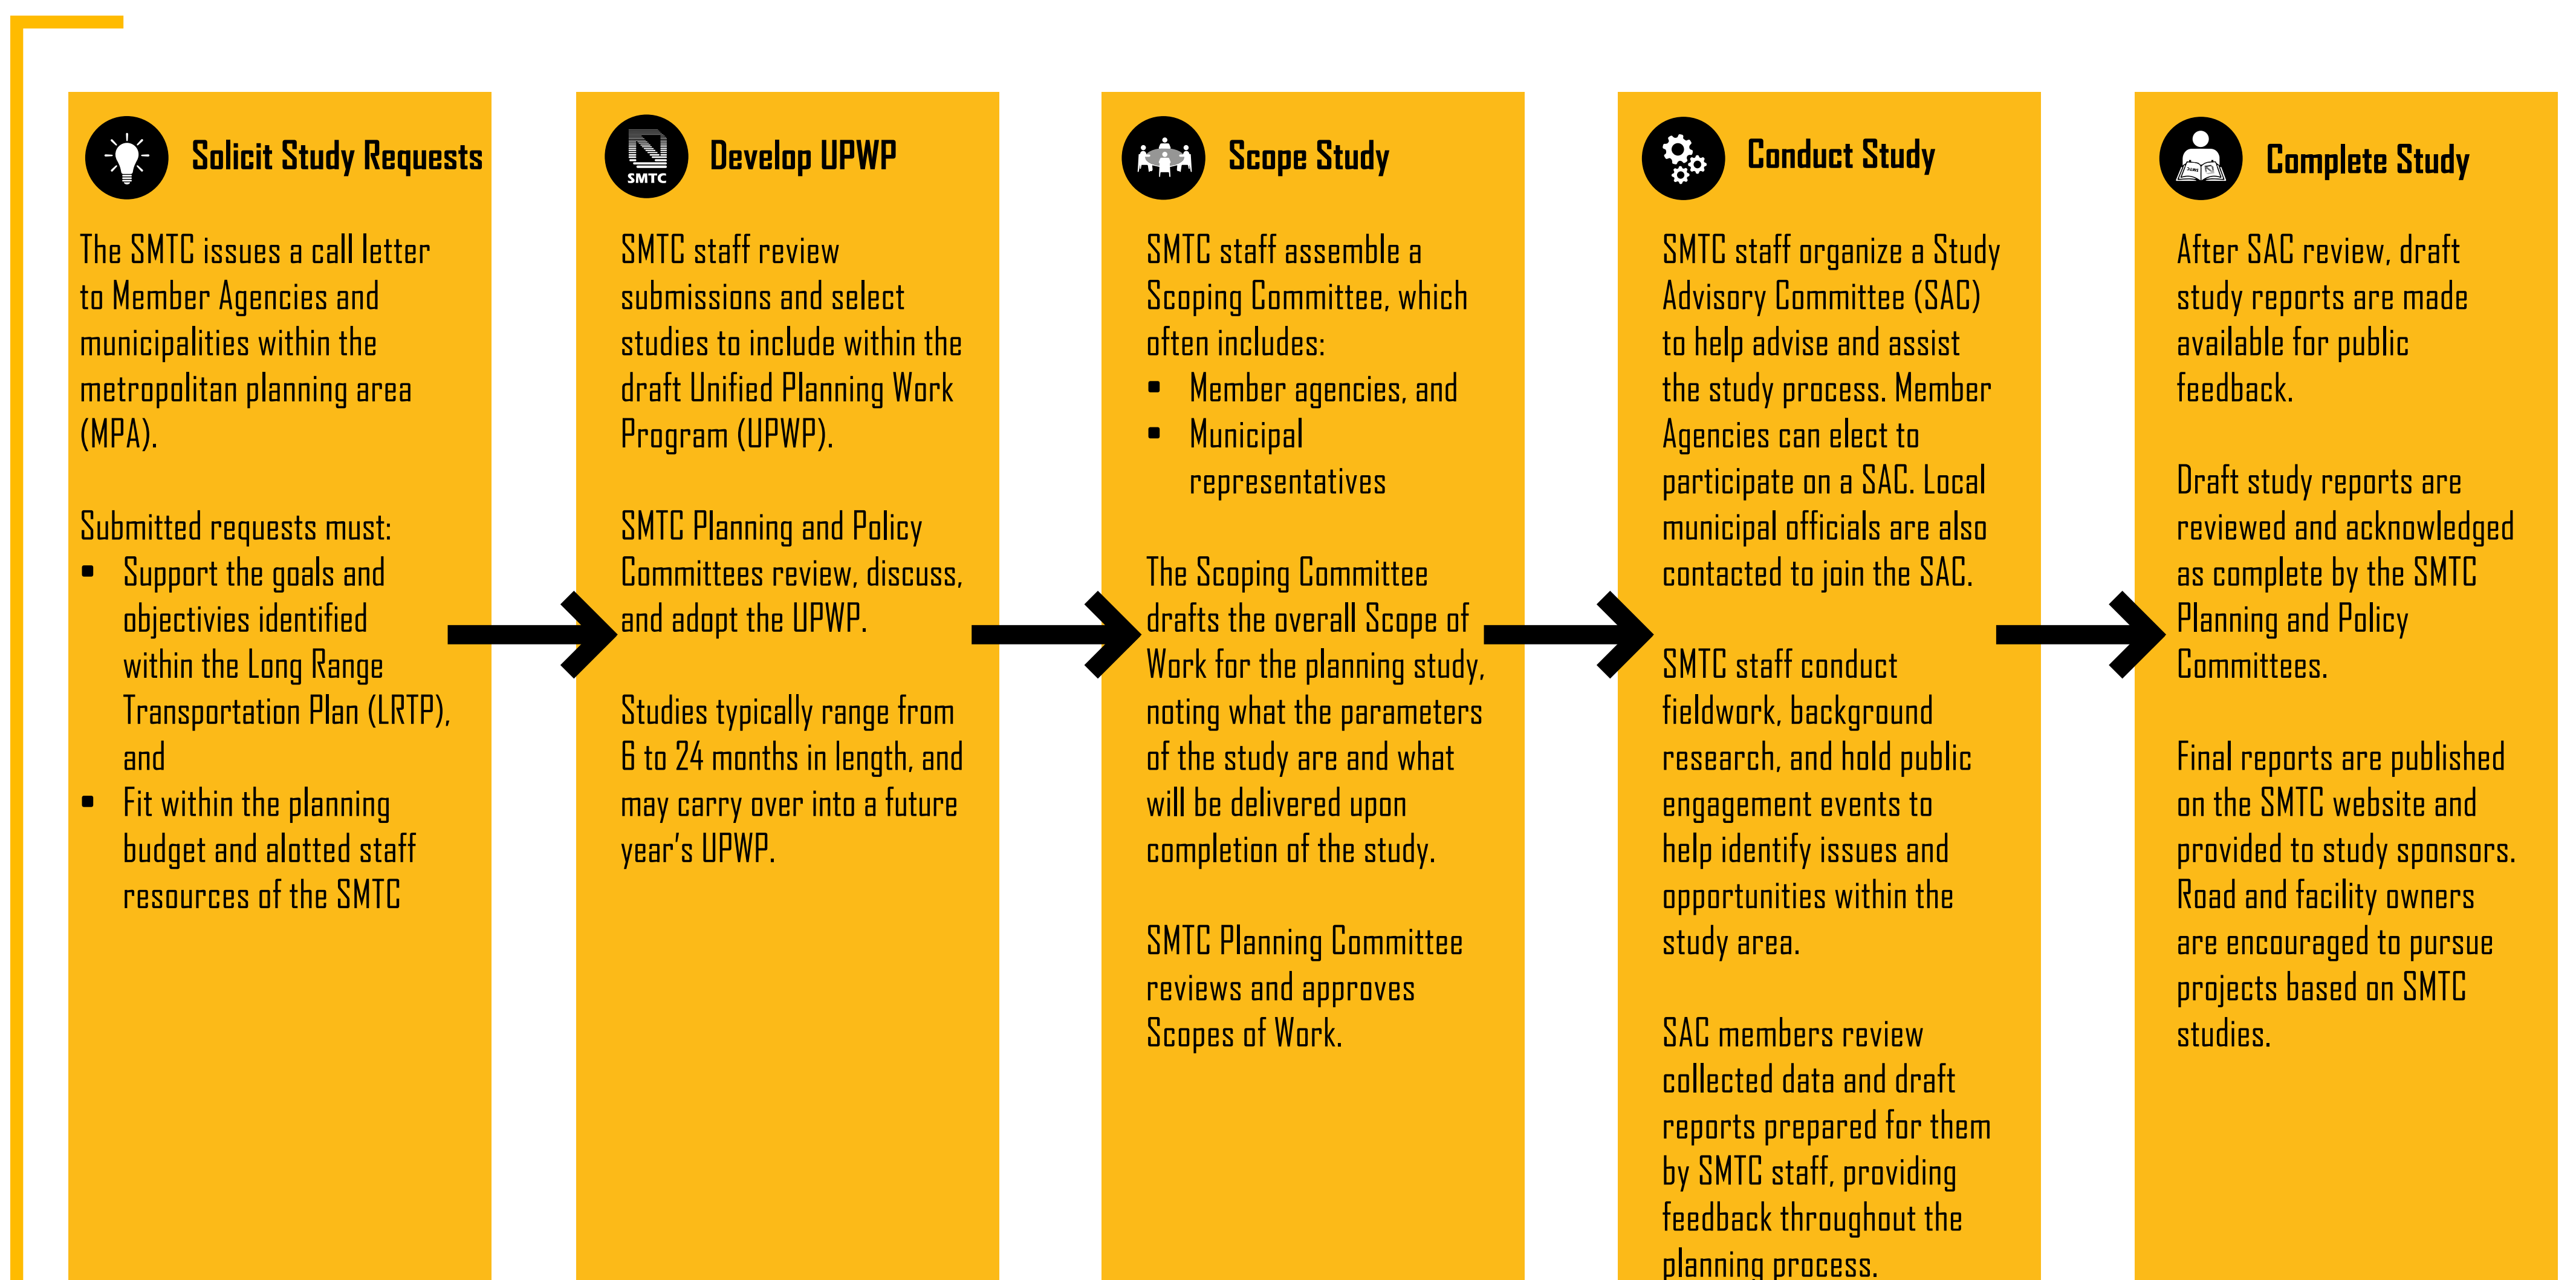 Solicit Study Requests
The SMTC issues a call letter
to Member Agencies and
municipalities within the
metropolitan planning area
(MPA).
Submitted requests must:
▪ Support the goals and
objectivies identified
within the Long Range
Transportation Plan (LRTP),
and
▪ Fit within the planning
budget and alotted staff
resources of the SMTC
SMTC
Develop UPWP
SMTC staff review
submissions and select
studies to include within the
draft Unified Planning Work
Program (UPWP).
SMTC Planning and Policy
Committees review, discuss,
and adopt the UPWP.
Studies typically range from
6 to 24 months in length, and
may carry over into a future
year's UPWP.
Scope Study
SMTC staff assemble a
Scoping Committee, which
often includes:
▪ Member agencies, and
▪ Municipal
representatives
The Scoping Committee
drafts the overall Scope of
Work for the planning study,
noting what the parameters
of the study are and what
will be delivered upon
completion of the study.
SMTC Planning Committee
reviews and approves
Scopes of Work.
Conduct Study
SMTC staff organize a Study
Advisory Committee (SAC)
to help advise and assist
the study process. Member
Agencies can elect to
participate on a SAC. Local
municipal officials are also
contacted to join the SAC.
SMTC staff conduct
fieldwork, background
research, and hold public
engagement events to
help identify issues and
opportunities within the
study area.
SAC members review
collected data and draft
reports prepared for them
by SMTC staff, providing
feedback throughout the
planning process.
Complete Study
After SAC review, draft
study reports are made
available for public
feedback.
Draft study reports are
reviewed and acknowledged
as complete by the SMTC
Planning and Policy
Committees.
Final reports are published
on the SMTC website and
provided to study sponsors.
Road and facility owners
are encouraged to pursue
projects based on SMTC
studies.